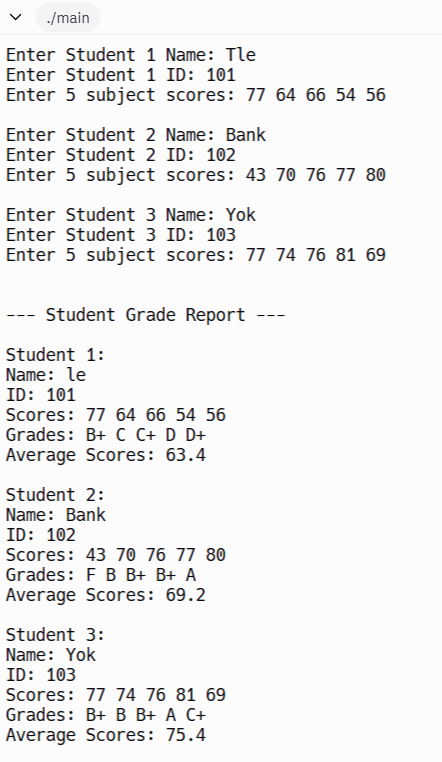 ./main
Enter Student 1 Name: Tle
Enter Student 1 ID: 101
Enter 5 subject scores: 77 64 66 54 56
Enter Student 2 Name: Bank
Enter Student 2 ID: 102
Enter 5 subject scores: 43 70 76 77 80
Enter Student 3 Name: Yok
Enter Student 3 ID: 103
Enter 5 subject scores: 77 74 76 81 69
--- Student Grade Report ---
Student 1:
Name: le
ID: 101
Scores: 77 64 66 54 56
Grades: B+ C C+ D D+
Average Scores: 63.4
Student 2:
Name: Bank
ID: 102
Scores: 43 70 76 77 80
Grades: F B B+ B+ A
Average Scores: 69.2
Student 3:
Name: Yok
ID: 103
Scores: 77 74 76 81 69
Grades: B+ B B+ A C+
Average Scores: 75.4